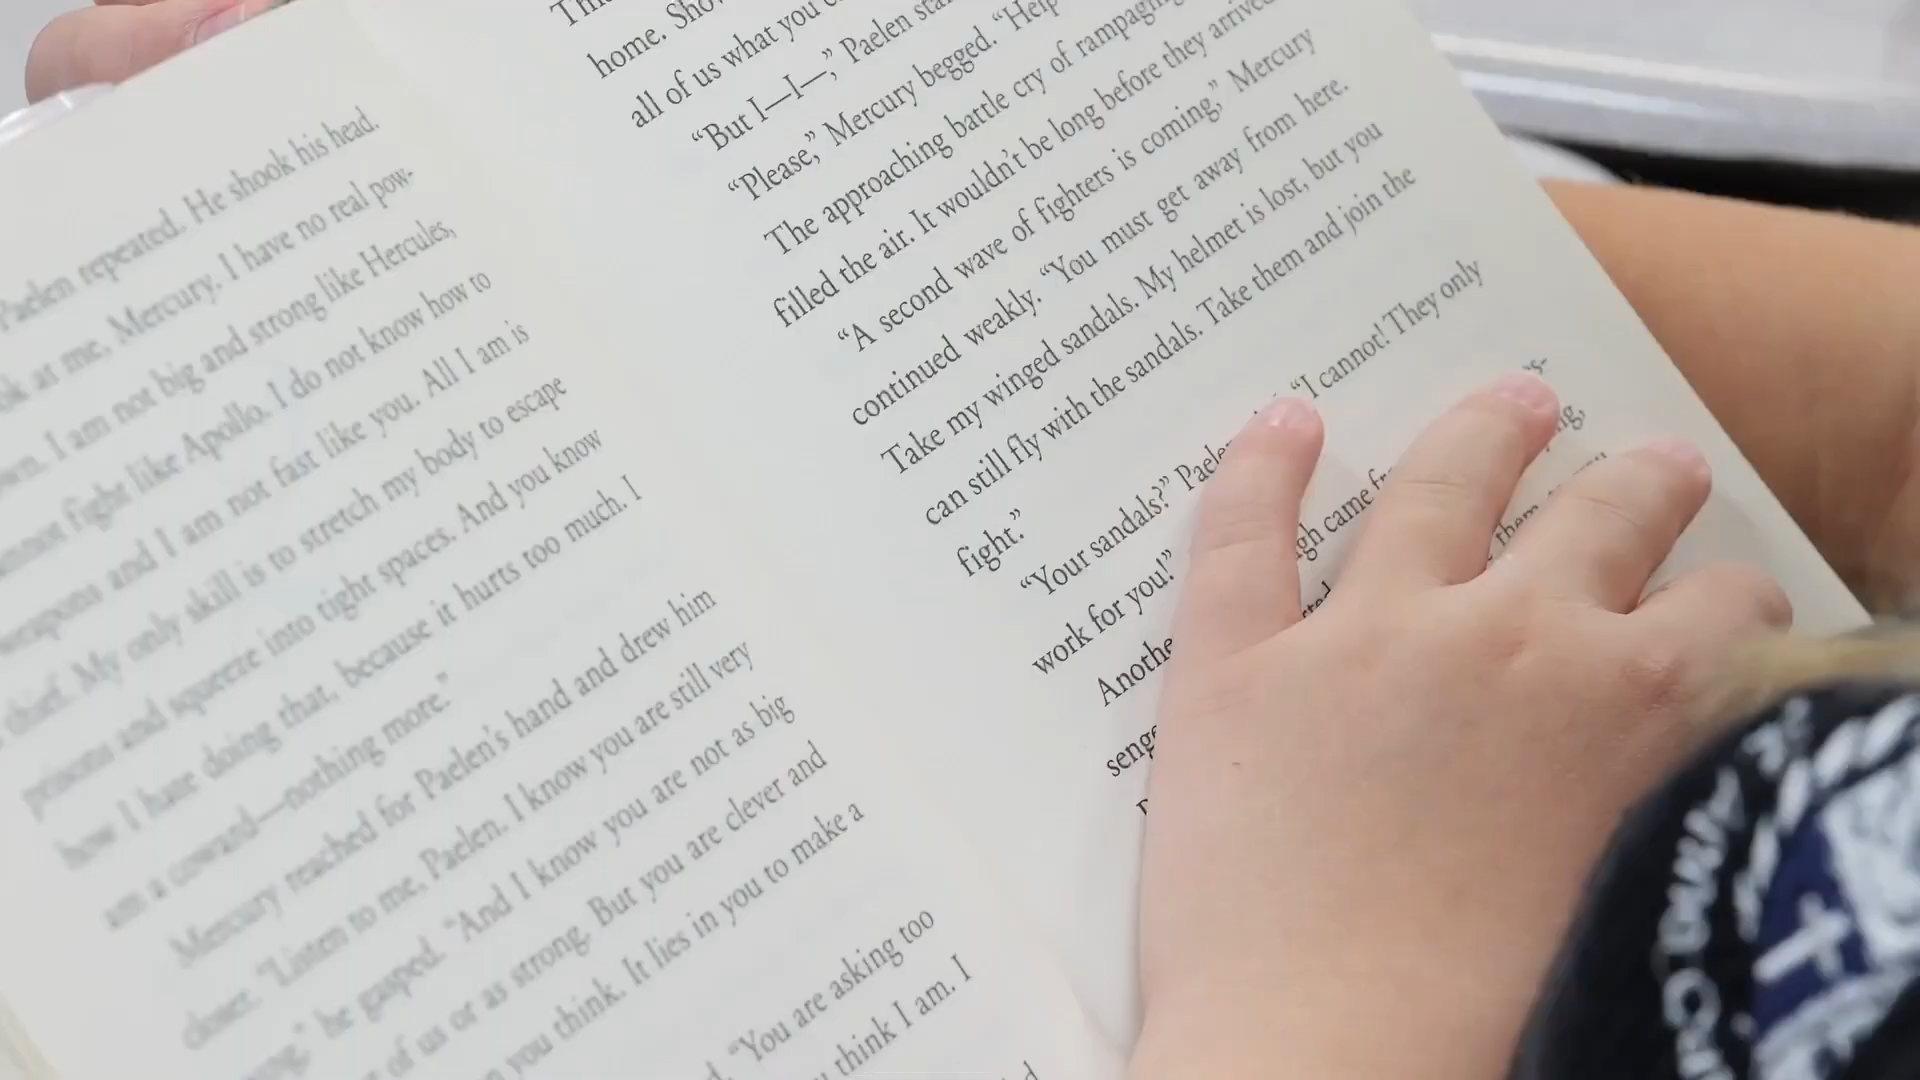 Paelen repeated. He shook his head.
at me, Mercury. I have no real pow-
I am not big and strong like Hercules,
fight like Apollo. I do not know how to
weapons and I am not fast like you. All I am is
thief. My only skill is to stretch my body to escape
prisons and squeeze into tight spaces. And you know
how I hate doing that, because it hurts too much. I
am a coward—nothing more.”
Mercury reached for Paelen’s hand and drew him
closer. “Listen to me, Paelen. I know you are still very
he gasped. “And I know you are not as big
of us or as strong. But you are clever and
you think. It lies in you to make a
“You are asking too
think I am. I
home.
all of us what you
“But I—I—,” Paelen
“Please,” Mercury begged. “Help
The approaching battle cry of rampaging
filled the air. It wouldn’t be long before they arrived
“A second wave of fighters is coming,” Mercury
continued weakly. “You must get away from here.
Take my winged sandals. My helmet is lost, but you
can still fly with the sandals. Take them and join the
fight.”
“Your sandals?” Paelen “I cannot! They only
work for you!”
came
them